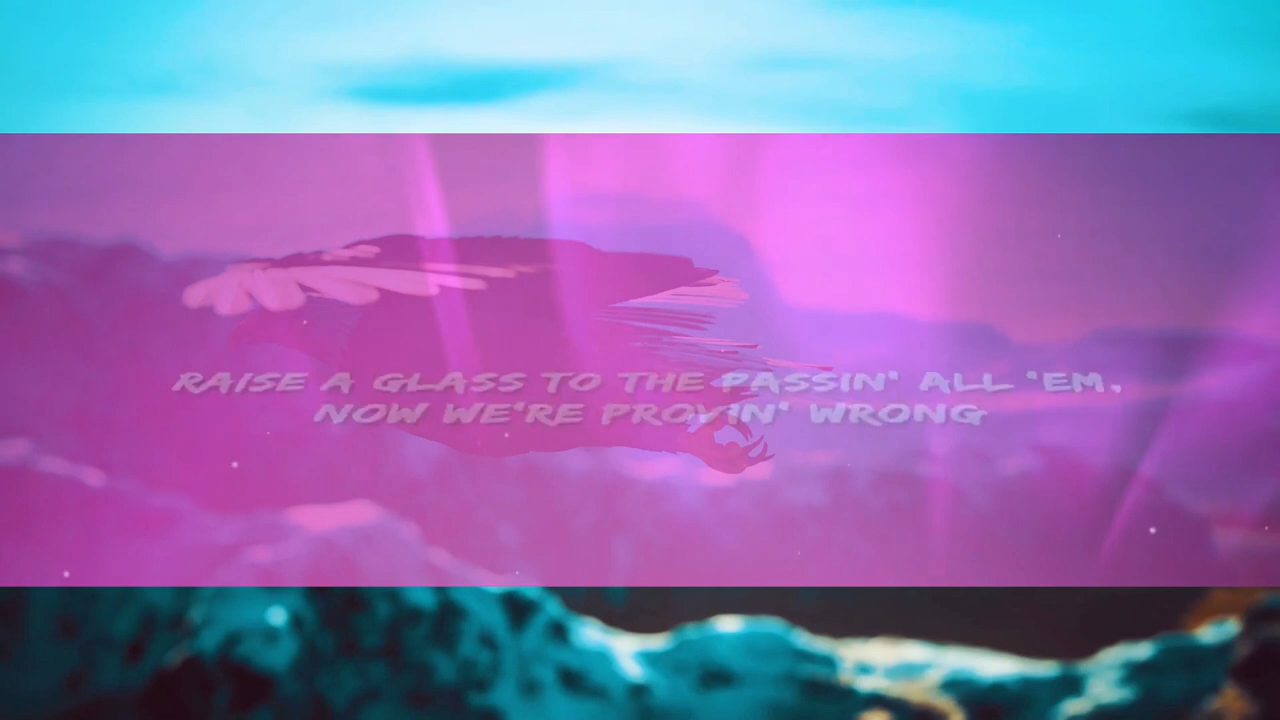 RAISE A GLASS TO THE PASSIN' ALL 'EM,
NOW WE'RE PROVIN' WRONG